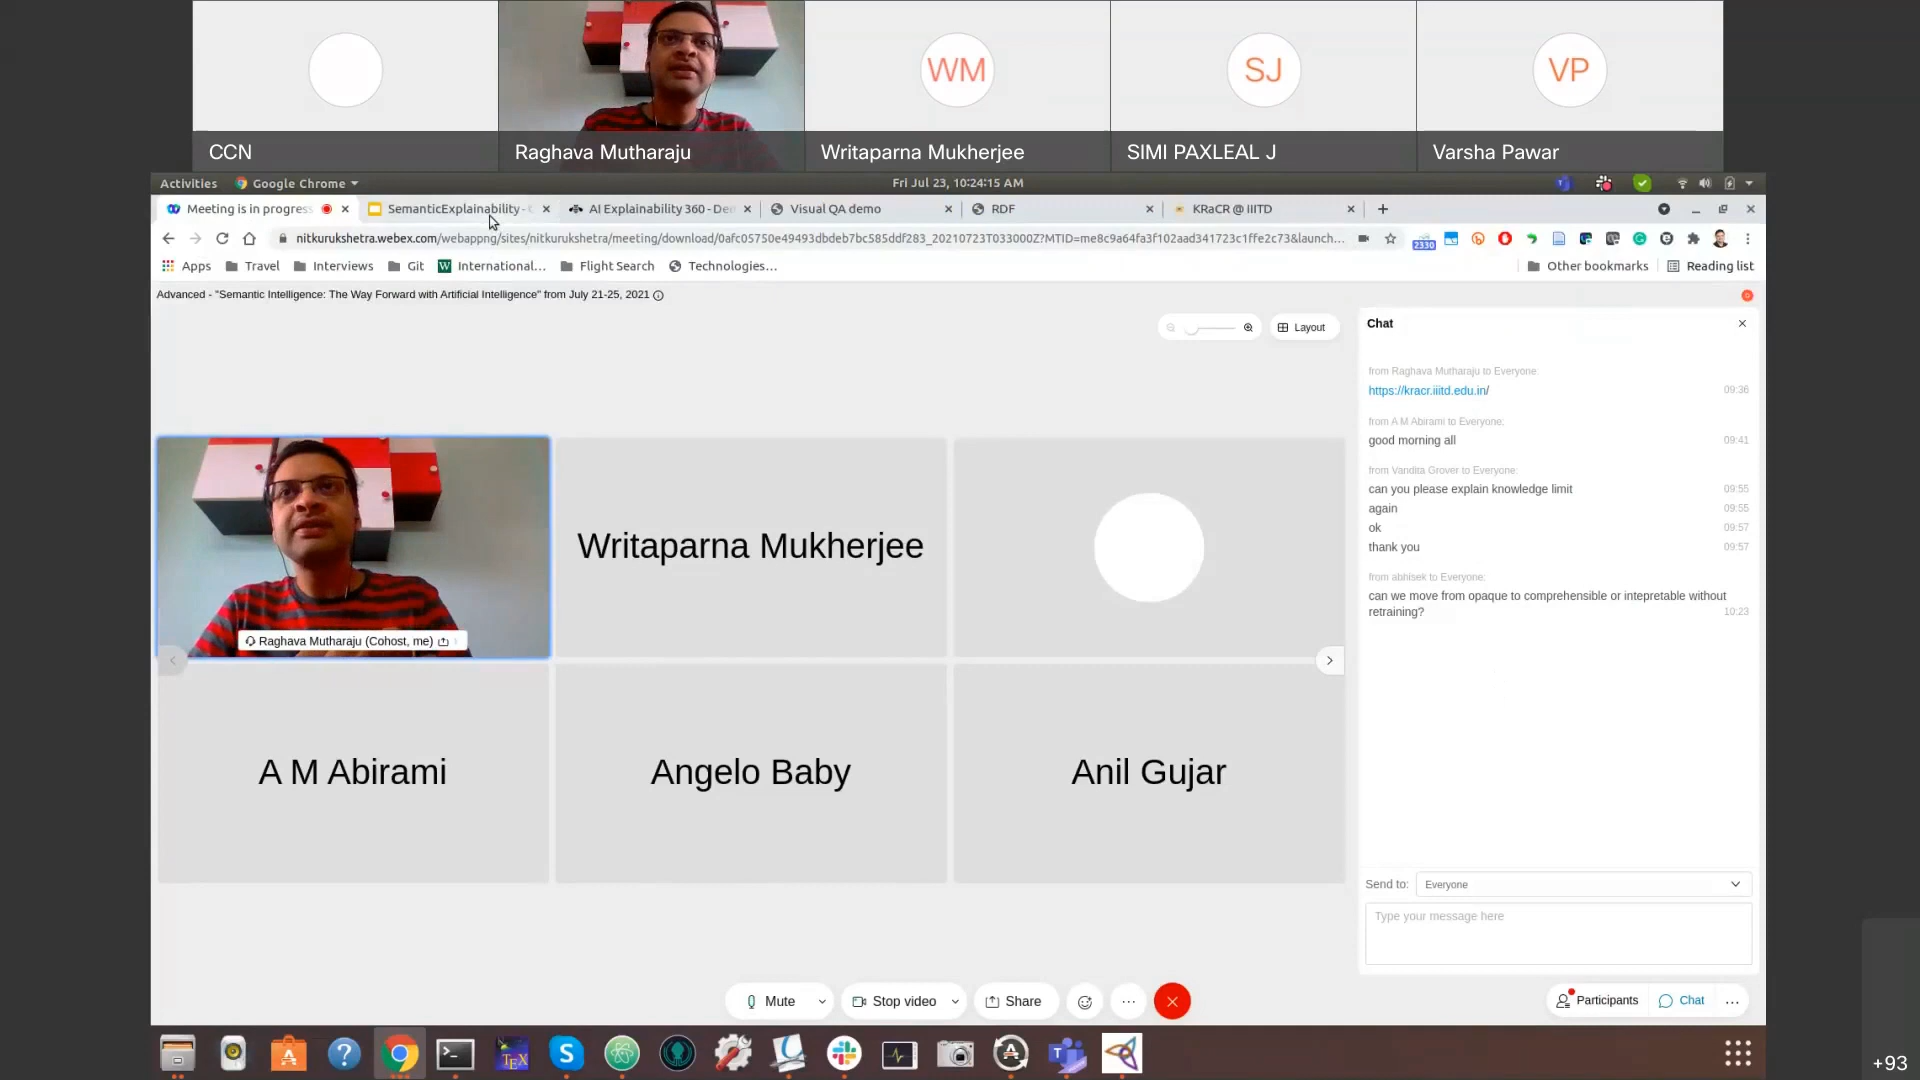 WM
SJ
VP
CCN
Raghava Mutharaju
Writaparna Mukherjee
SIMI PAXLEAL J
Varsha Pawar
Activities
Google Chrome
Fri Jul 23, 10:24:15 AM
Meeting is in progress
SemanticExplainability -
AI Explainability 360 - De
Visual QA demo
RDF
KRaCR @ IIITD
nitkurukshetra.webex.com/webappng/sites/nitkurukshetra/meeting/download/0afc05750e49493dbdeb7bc585ddf283_20210723T033000Z?MTID=me8c9a64fa3f102aad341723c1ffe2c73&launch...
2330
Apps
Travel
Interviews
Git
International...
Flight Search
Technologies...
Other bookmarks
Reading list
Advanced - "Semantic Intelligence: The Way Forward with Artificial Intelligence" from July 21-25, 2021
Layout
Chat
from Raghava Mutharaju to Everyone:
https://kracr.iiitd.edu.in/ 09:36
from A M Abirami to Everyone:
good morning all 09:41
from Vandita Grover to Everyone:
can you please explain knowledge limit 09:55
again 09:55
ok 09:57
thank you 09:57
from abhisek to Everyone:
can we move from opaque to comprehensible or intepretable without
retraining? 10:23
Writaparna Mukherjee
Raghava Mutharaju (Cohost, me)
A M Abirami
Angelo Baby
Anil Gujar
Send to:
Everyone
Type your message here
Mute
Stop video
Share
Participants
Chat
TEX
+93